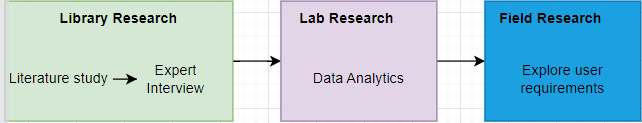 Library Research
Lab Research
Field Research
Literature study
Expert
Interview
Data Analytics
Explore user
requirements